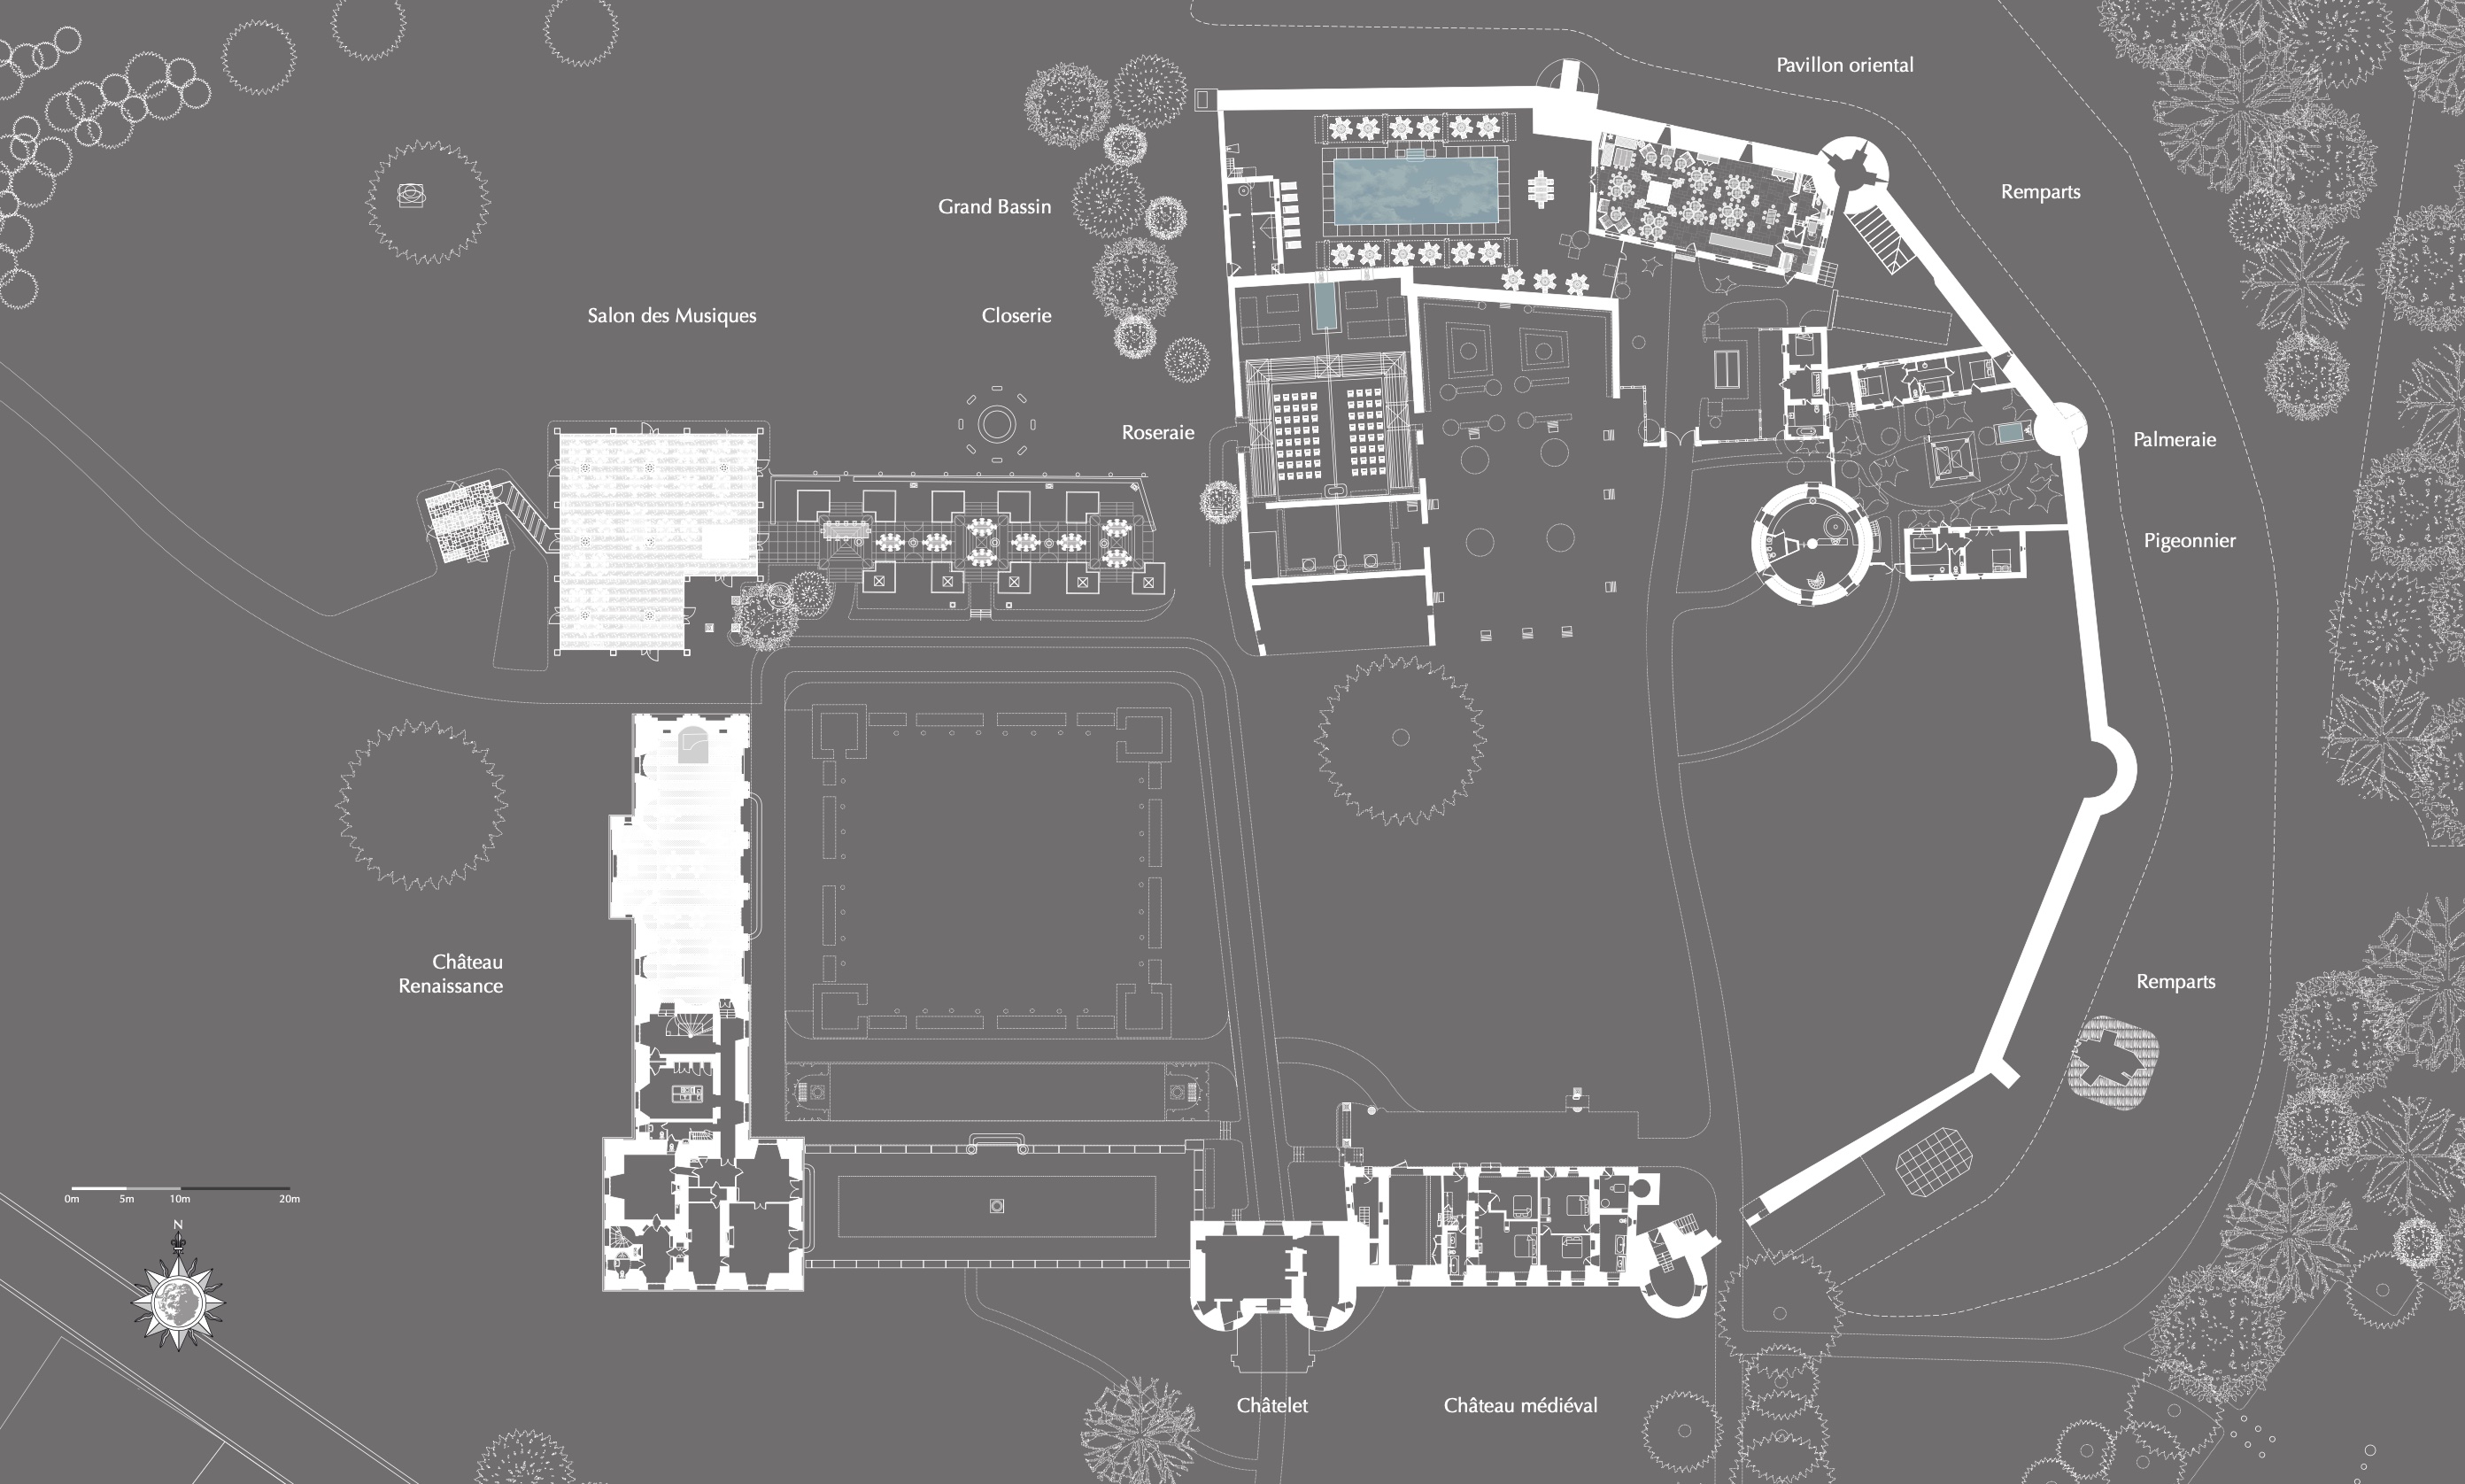 Pavillon oriental
Remparts
Grand Bassin
Salon des Musiques
Closerie
Roseraie
Palmeraie
Pigeonnier
Château
Renaissance
Remparts
0m 5m 10m 20m
N
Châtelet
Château médiéval